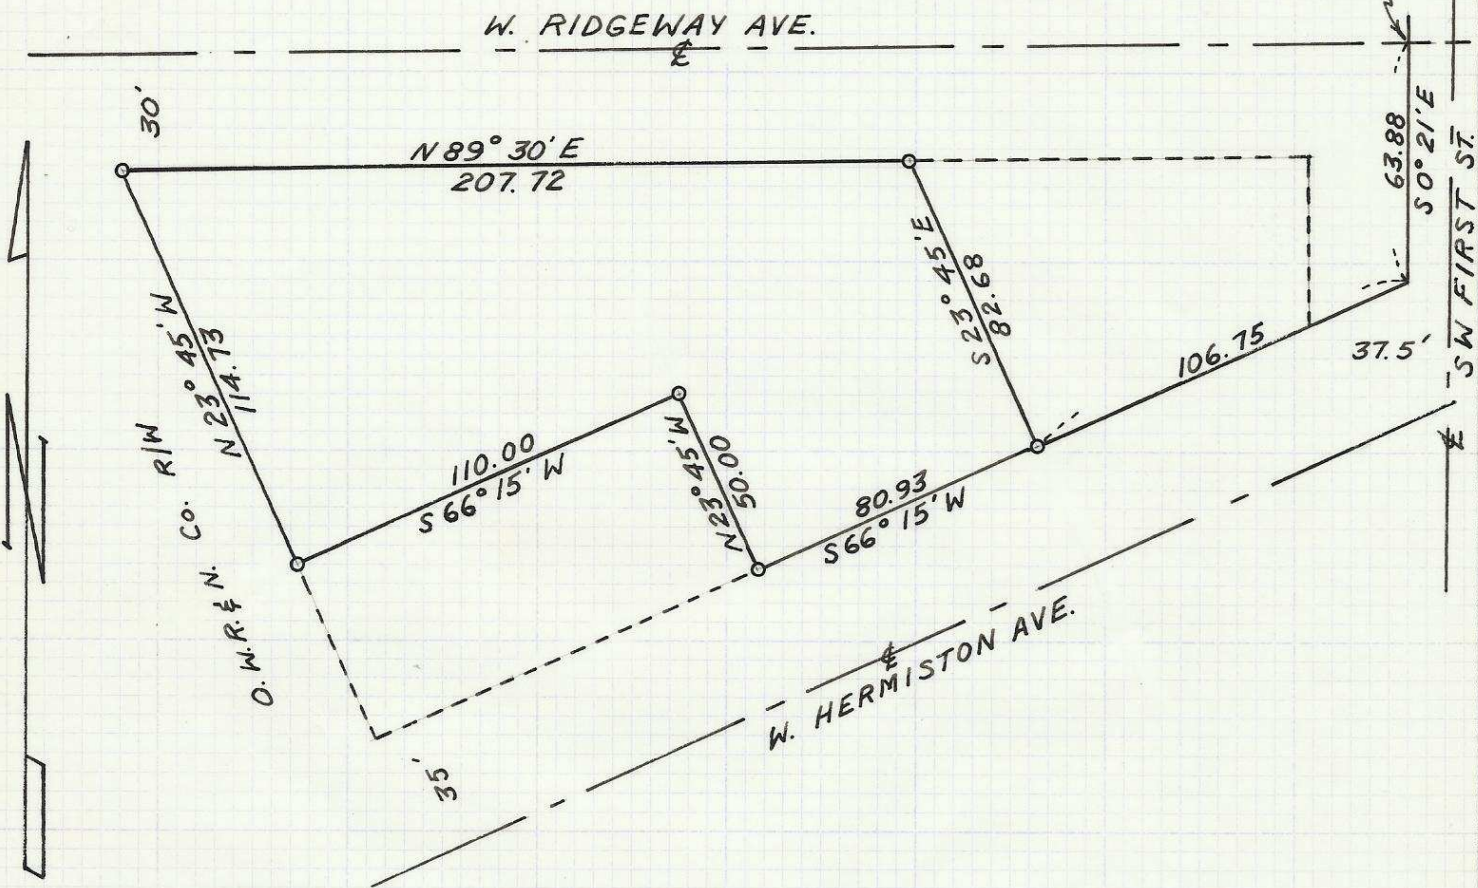 W. RIDGEWAY AVE.
℄
30'
N 89° 30' E
207.72
63.88
S 0° 21' E
SW FIRST ST.
S 23° 45' E
82.68
N 23° 45' W
114.73
106.75
37.5'
O.W.R.& N. CO. R/W
110.00
S 66° 15' W
N 23° 45' W
50.00
80.93
S 66° 15' W
℄
℄
W. HERMISTON AVE.
35'
N